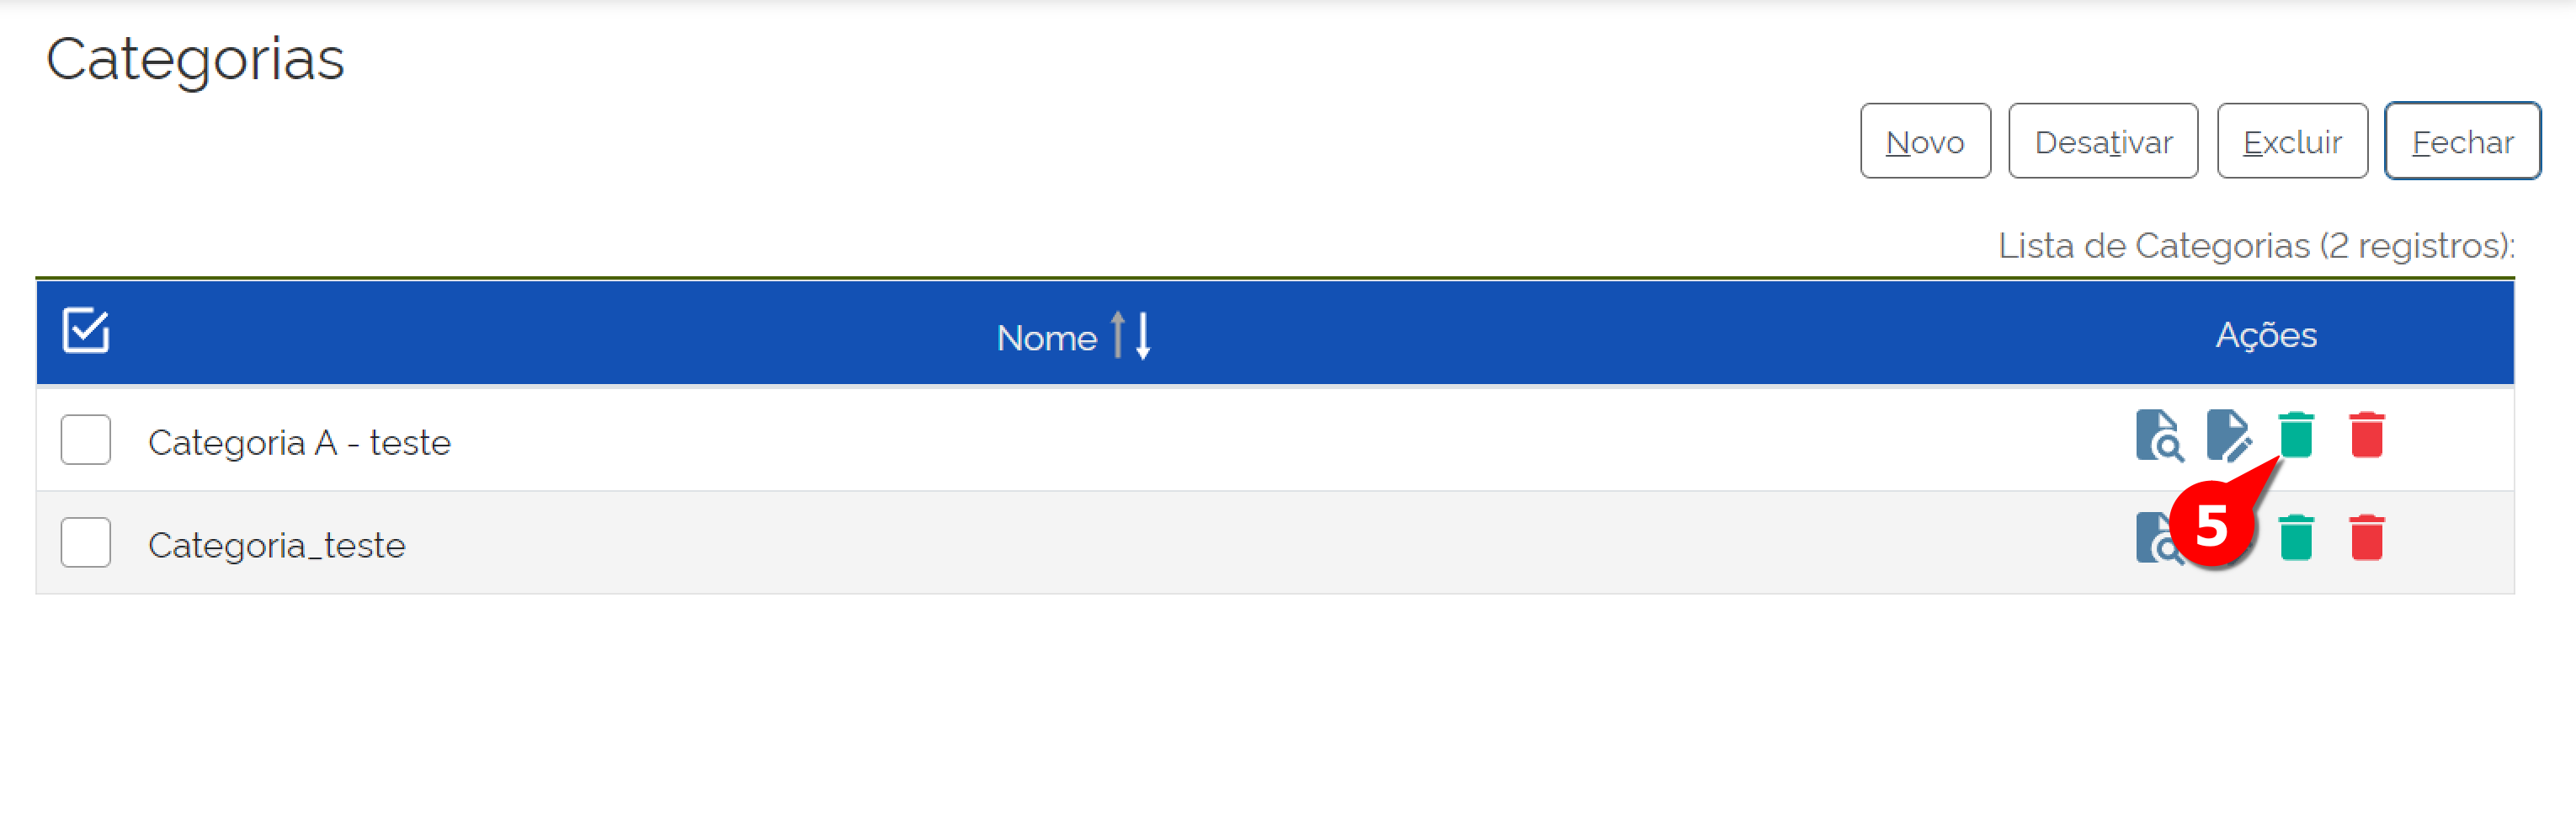 Categorias
Novo Desativar Excluir Fechar
Lista de Categorias (2 registros):
Nome Ações
Categoria A - teste
5
Categoria_teste